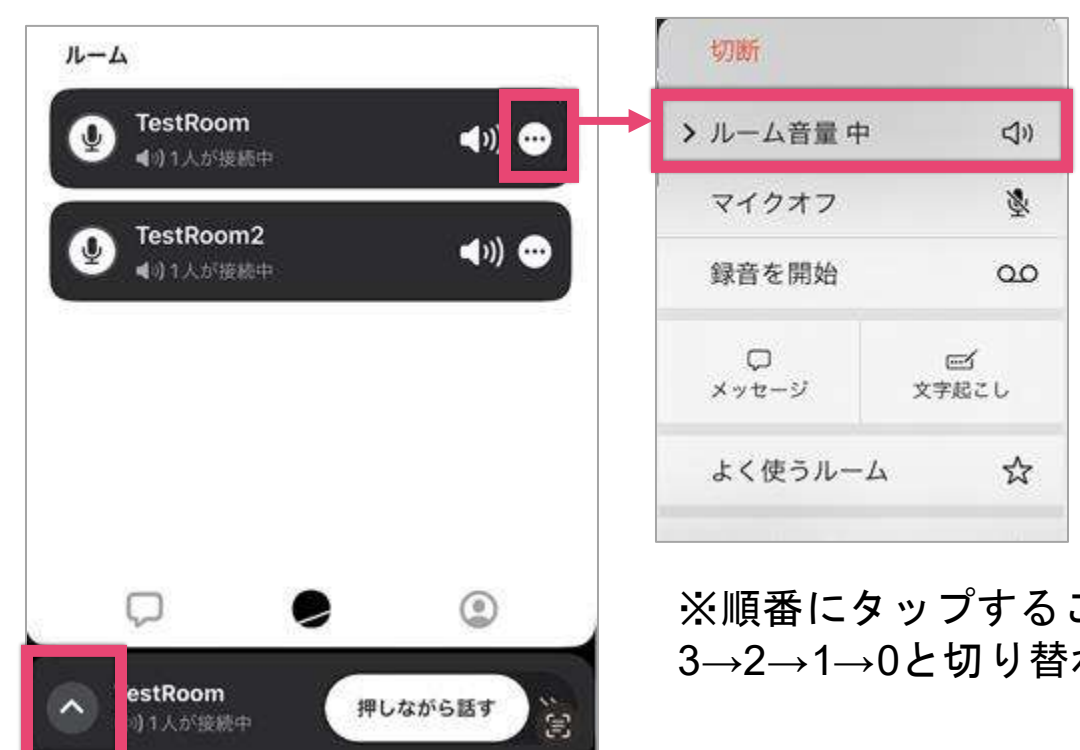 ルーム
TestRoom
1人が接続中
TestRoom2
1人が接続中
estRoom
1人が接続中
押しながら話す
切断
ルーム音量 中
マイクオフ
録音を開始
メッセージ
文字起こし
よく使うルーム
※順番にタップするこ
3→2→1→0と切り替わ